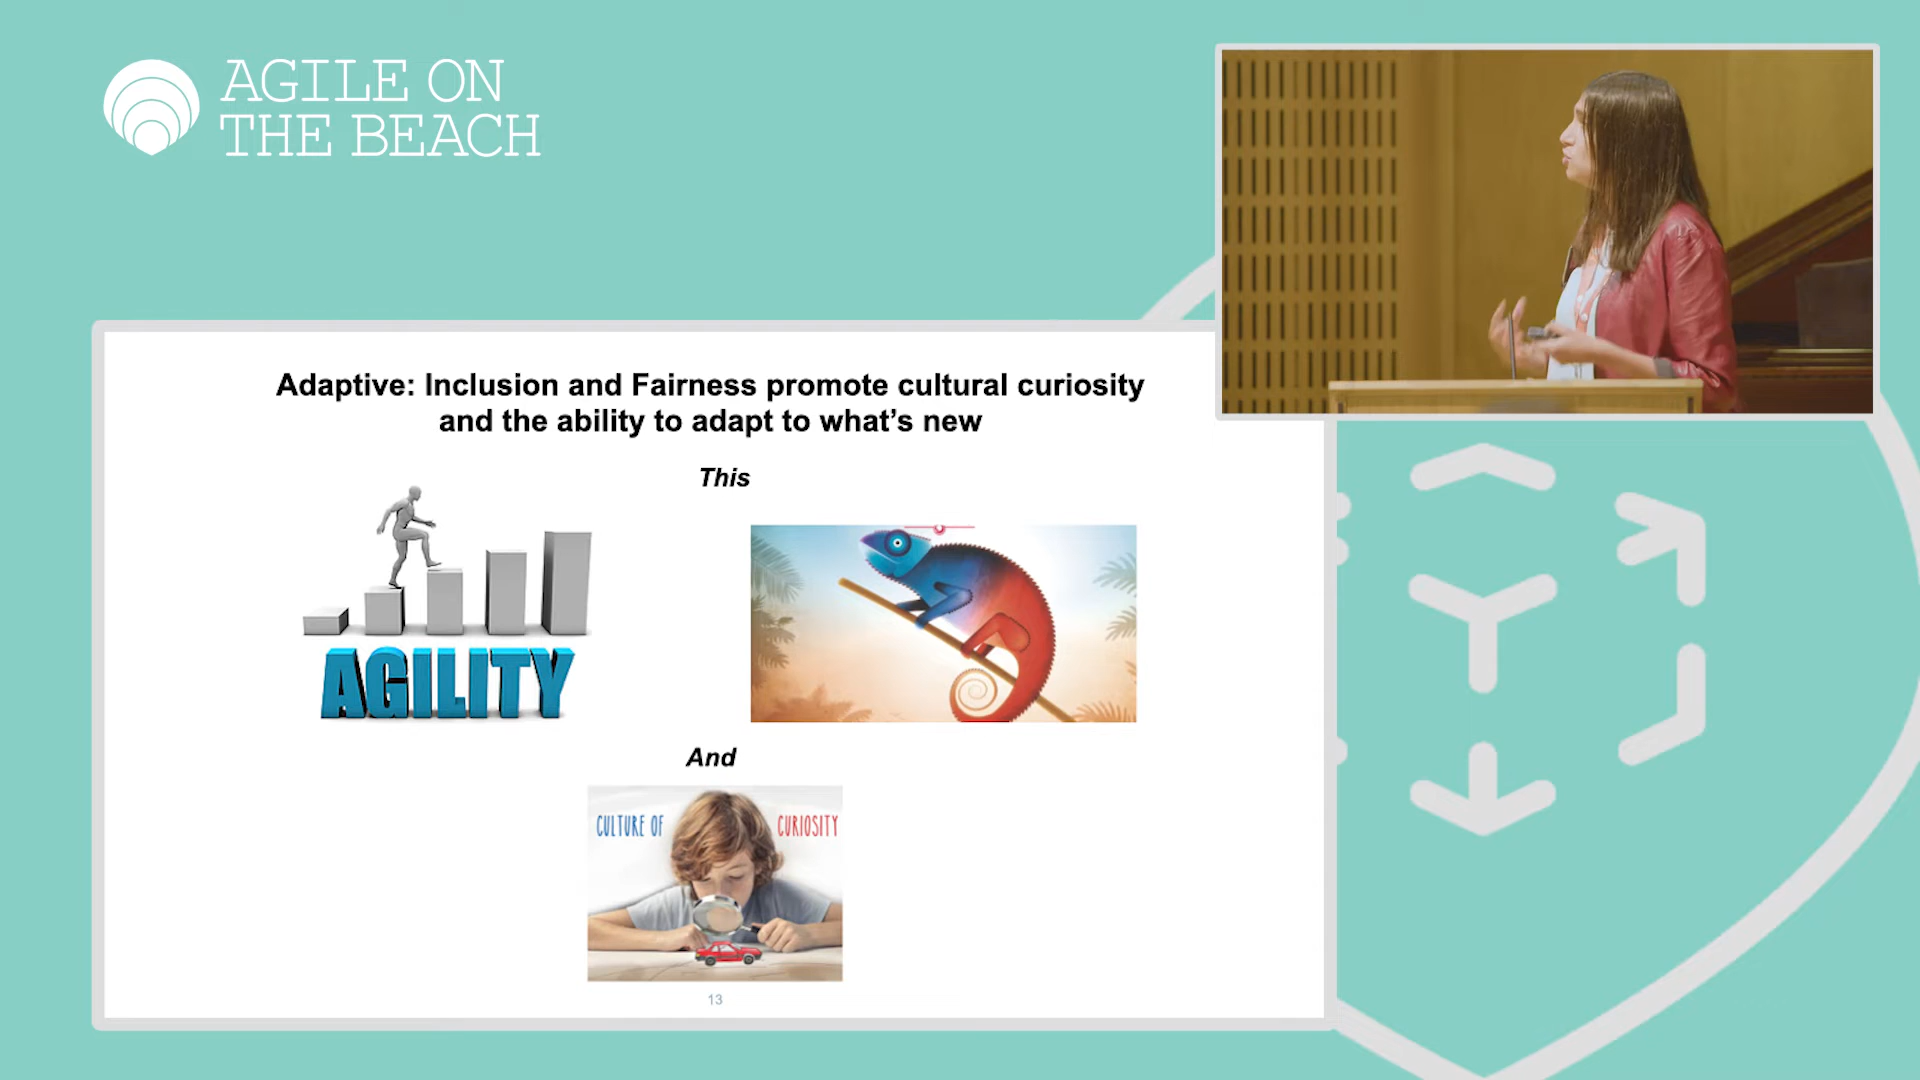 AGILE ON
THE BEACH
Adaptive: Inclusion and Fairness promote cultural curiosity
and the ability to adapt to what’s new
This
AGILITY
And
CULTURE OF CURIOSITY
13